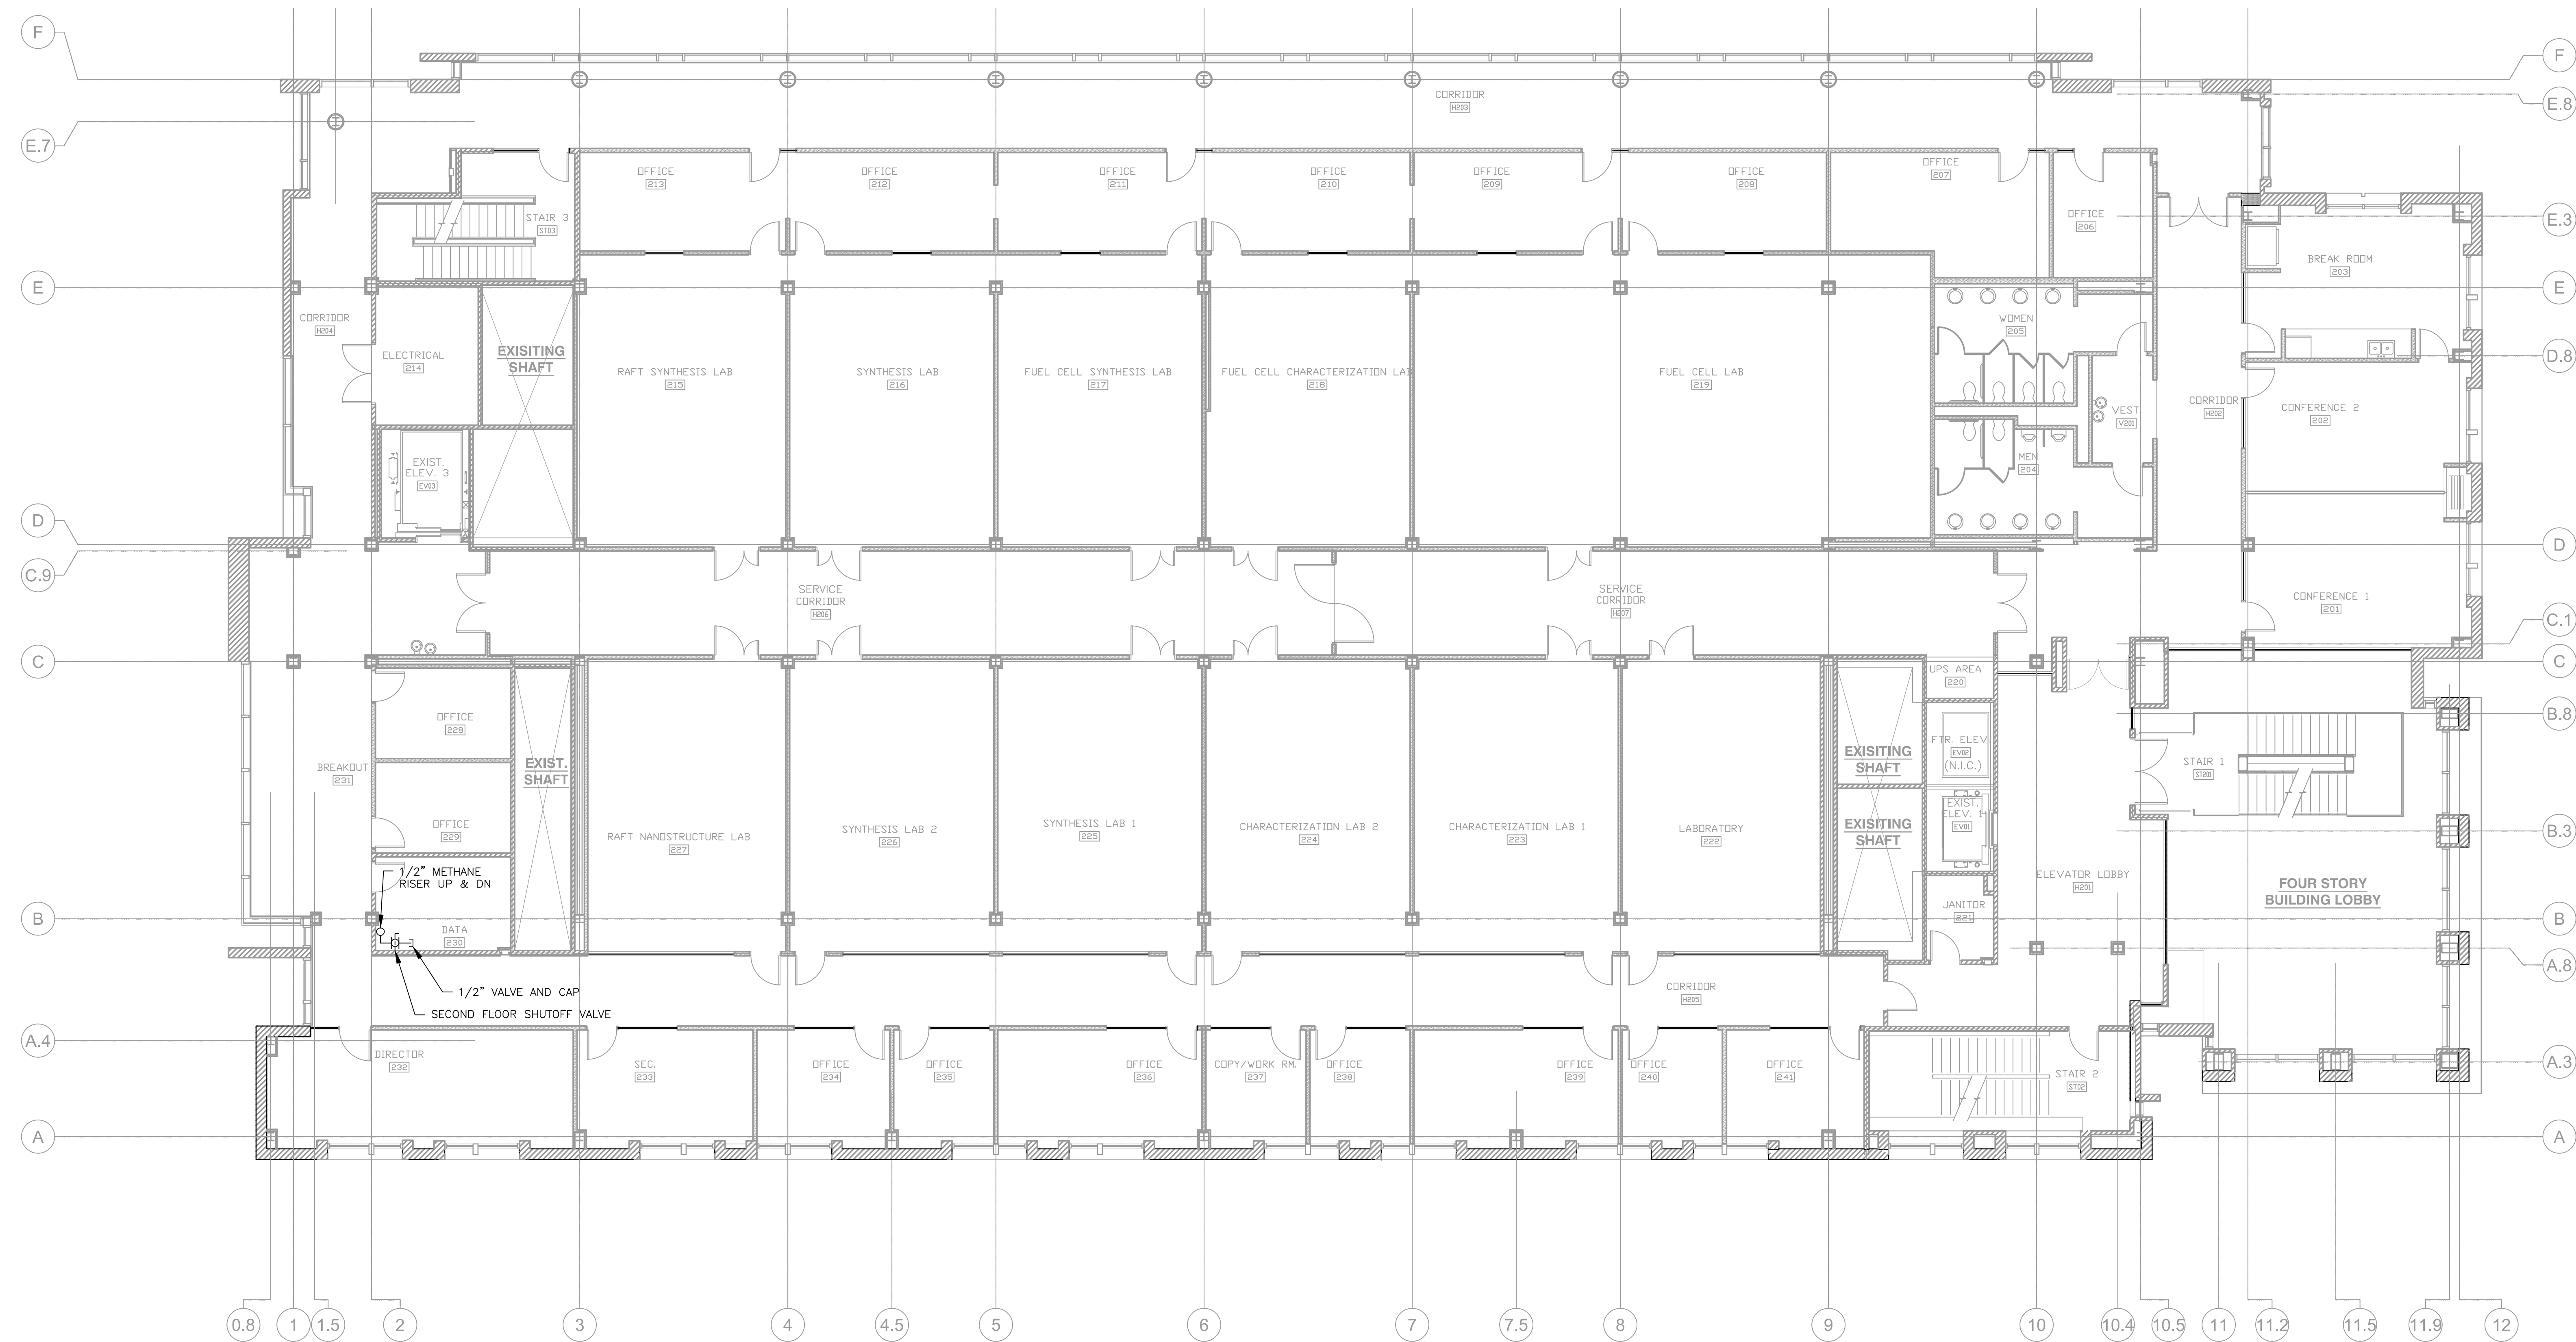 F
F
E.8
CORRIDOR
H203
E.7
OFFICE
213
OFFICE
212
OFFICE
211
OFFICE
210
OFFICE
209
OFFICE
208
OFFICE
207
OFFICE
206
STAIR 3
ST03
E.3
BREAK ROOM
203
E
E
CORRIDOR
H204
WOMEN
205
ELECTRICAL
214
EXISITING
SHAFT
RAFT SYNTHESIS LAB
215
SYNTHESIS LAB
216
FUEL CELL SYNTHESIS LAB
217
FUEL CELL CHARACTERIZATION LAB
218
FUEL CELL LAB
219
D.8
CORRIDOR
H202
VEST
V201
CONFERENCE 2
202
EXIST.
ELEV. 3
EV03
MEN
204
D
D
C.9
SERVICE
CORRIDOR
H206
SERVICE
CORRIDOR
H207
CONFERENCE 1
201
C.1
C
C
UPS AREA
220
OFFICE
228
B.8
BREAKOUT
231
EXIST.
SHAFT
EXISITING
SHAFT
FTR. ELEV.
EV02
(N.I.C.)
STAIR 1
ST201
OFFICE
229
RAFT NANOSTRUCTURE LAB
227
SYNTHESIS LAB 2
226
SYNTHESIS LAB 1
225
CHARACTERIZATION LAB 2
224
CHARACTERIZATION LAB 1
223
LABORATORY
222
EXISITING
SHAFT
EXIST.
ELEV. 1
EV01
B.3
1/2" METHANE
RISER UP & DN
ELEVATOR LOBBY
H201
FOUR STORY
BUILDING LOBBY
B
B
DATA
230
JANITOR
221
A.8
1/2" VALVE AND CAP
SECOND FLOOR SHUTOFF VALVE
CORRIDOR
H205
A.4
DIRECTOR
232
SEC.
233
OFFICE
234
OFFICE
235
OFFICE
236
COPY/WORK RM.
237
OFFICE
238
OFFICE
239
OFFICE
240
OFFICE
241
STAIR 2
ST02
A.3
A
A
0.8
1
1.5
2
3
4
4.5
5
6
7
7.5
8
9
10
10.4
10.5
11
11.2
11.5
11.9
12